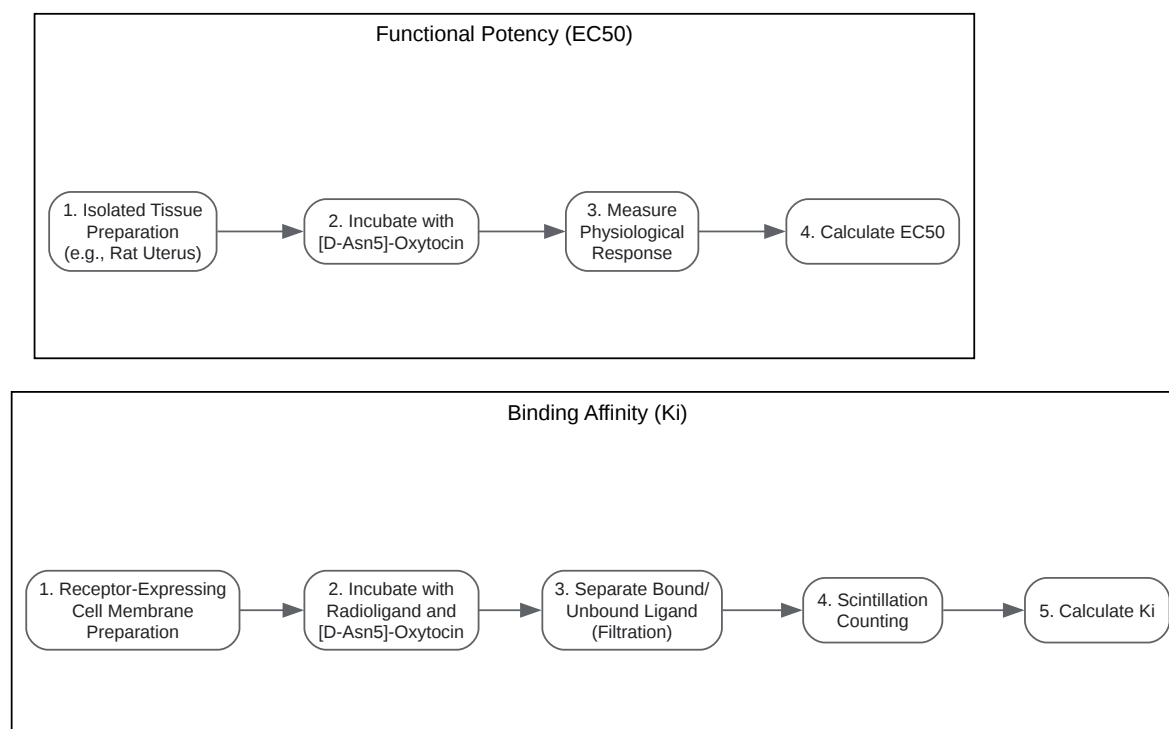 Functional Potency (EC50)
1. Isolated Tissue
Preparation
(e.g., Rat Uterus)
2. Incubate with
[D-Asn5]-Oxytocin
3. Measure
Physiological
Response
4. Calculate EC50
Binding Affinity (Ki)
1. Receptor-Expressing
Cell Membrane
Preparation
2. Incubate with
Radioligand and
[D-Asn5]-Oxytocin
3. Separate Bound/
Unbound Ligand
(Filtration)
4. Scintillation
Counting
5. Calculate Ki